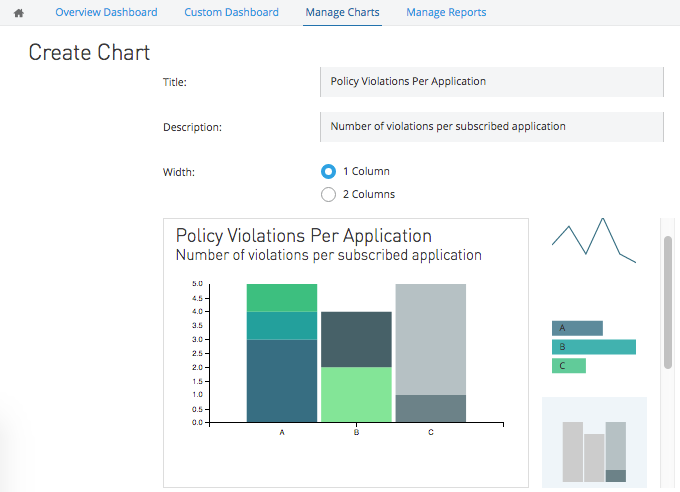 Overview Dashboard Custom Dashboard Manage Charts Manage Reports
Create Chart
Title: Policy Violations Per Application
Description: Number of violations per subscribed application
Width: 1 Column
2 Columns
Policy Violations Per Application
Number of violations per subscribed application
5.0
4.5
4.0
3.5
3.0
2.5
2.0
1.5
1.0
0.5
0.0
A B C
A
B
C